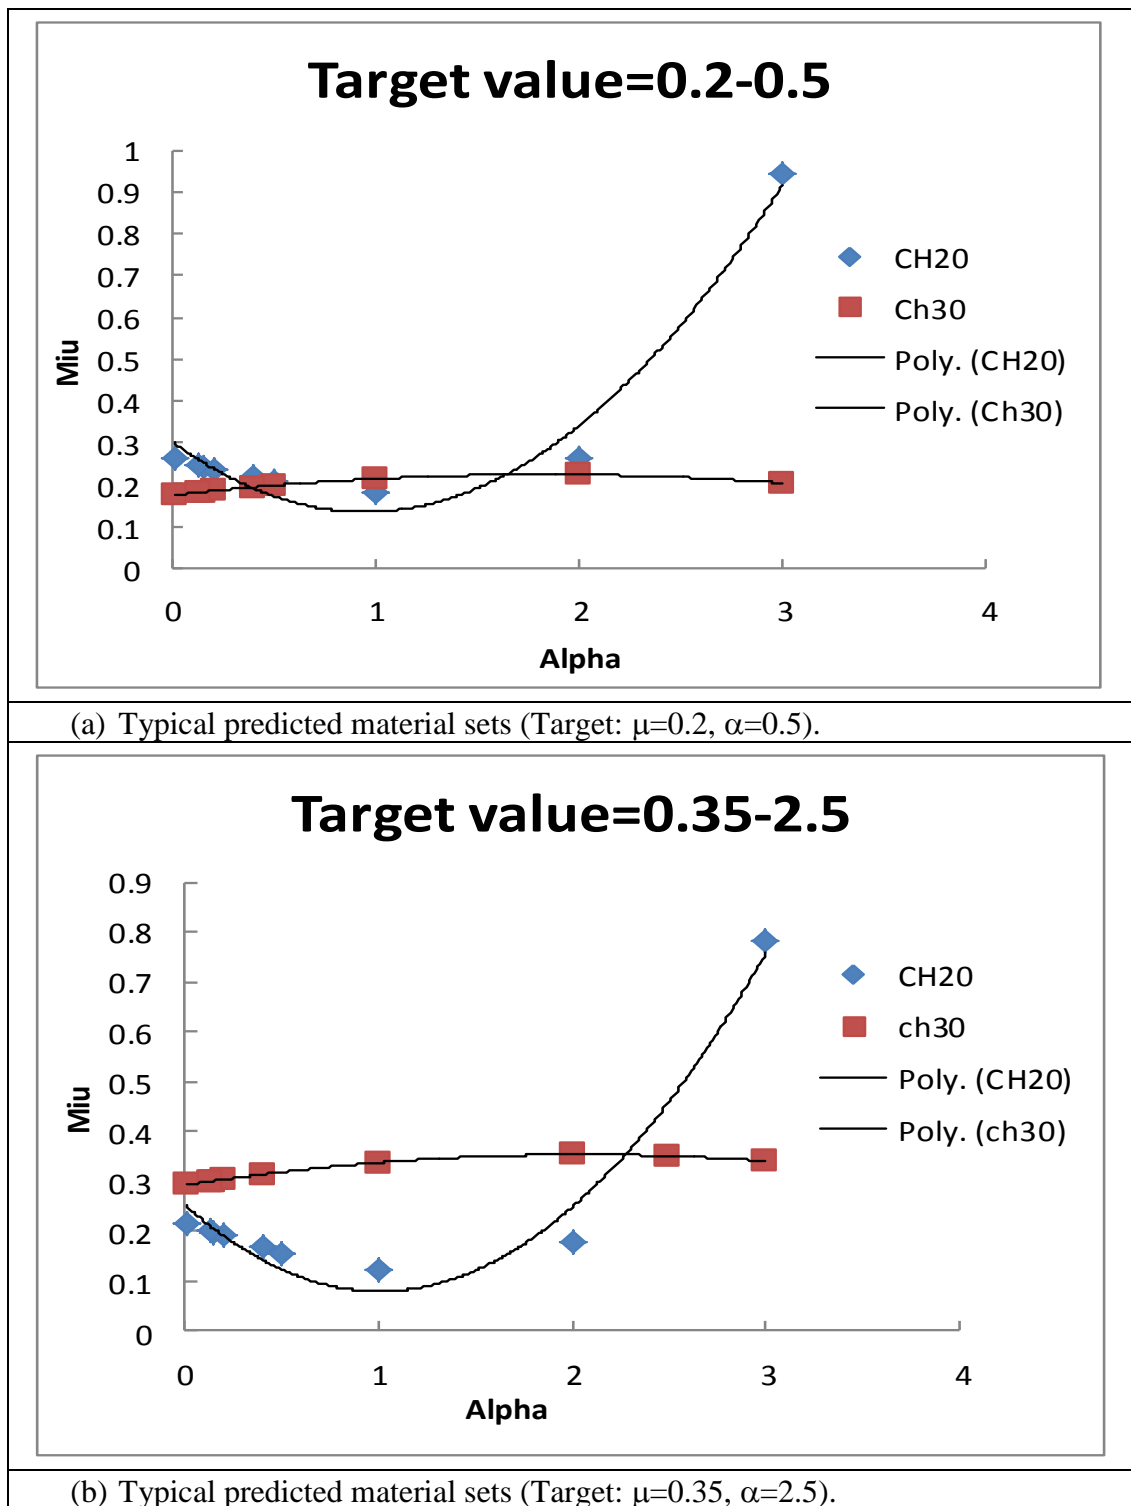 Target value=0.2-0.5
1
0.9
0.8
0.7
0.6
0.5
0.4
0.3
0.2
0.1
0
Miu
0 1 2 3 4
Alpha
CH20
Ch30
Poly. (CH20)
Poly. (Ch30)
(a) Typical predicted material sets (Target: μ=0.2, α=0.5).
Target value=0.35-2.5
0.9
0.8
0.7
0.6
0.5
0.4
0.3
0.2
0.1
0
Miu
0 1 2 3 4
Alpha
CH20
ch30
Poly. (CH20)
Poly. (ch30)
(b) Typical predicted material sets (Target: μ=0.35, α=2.5).